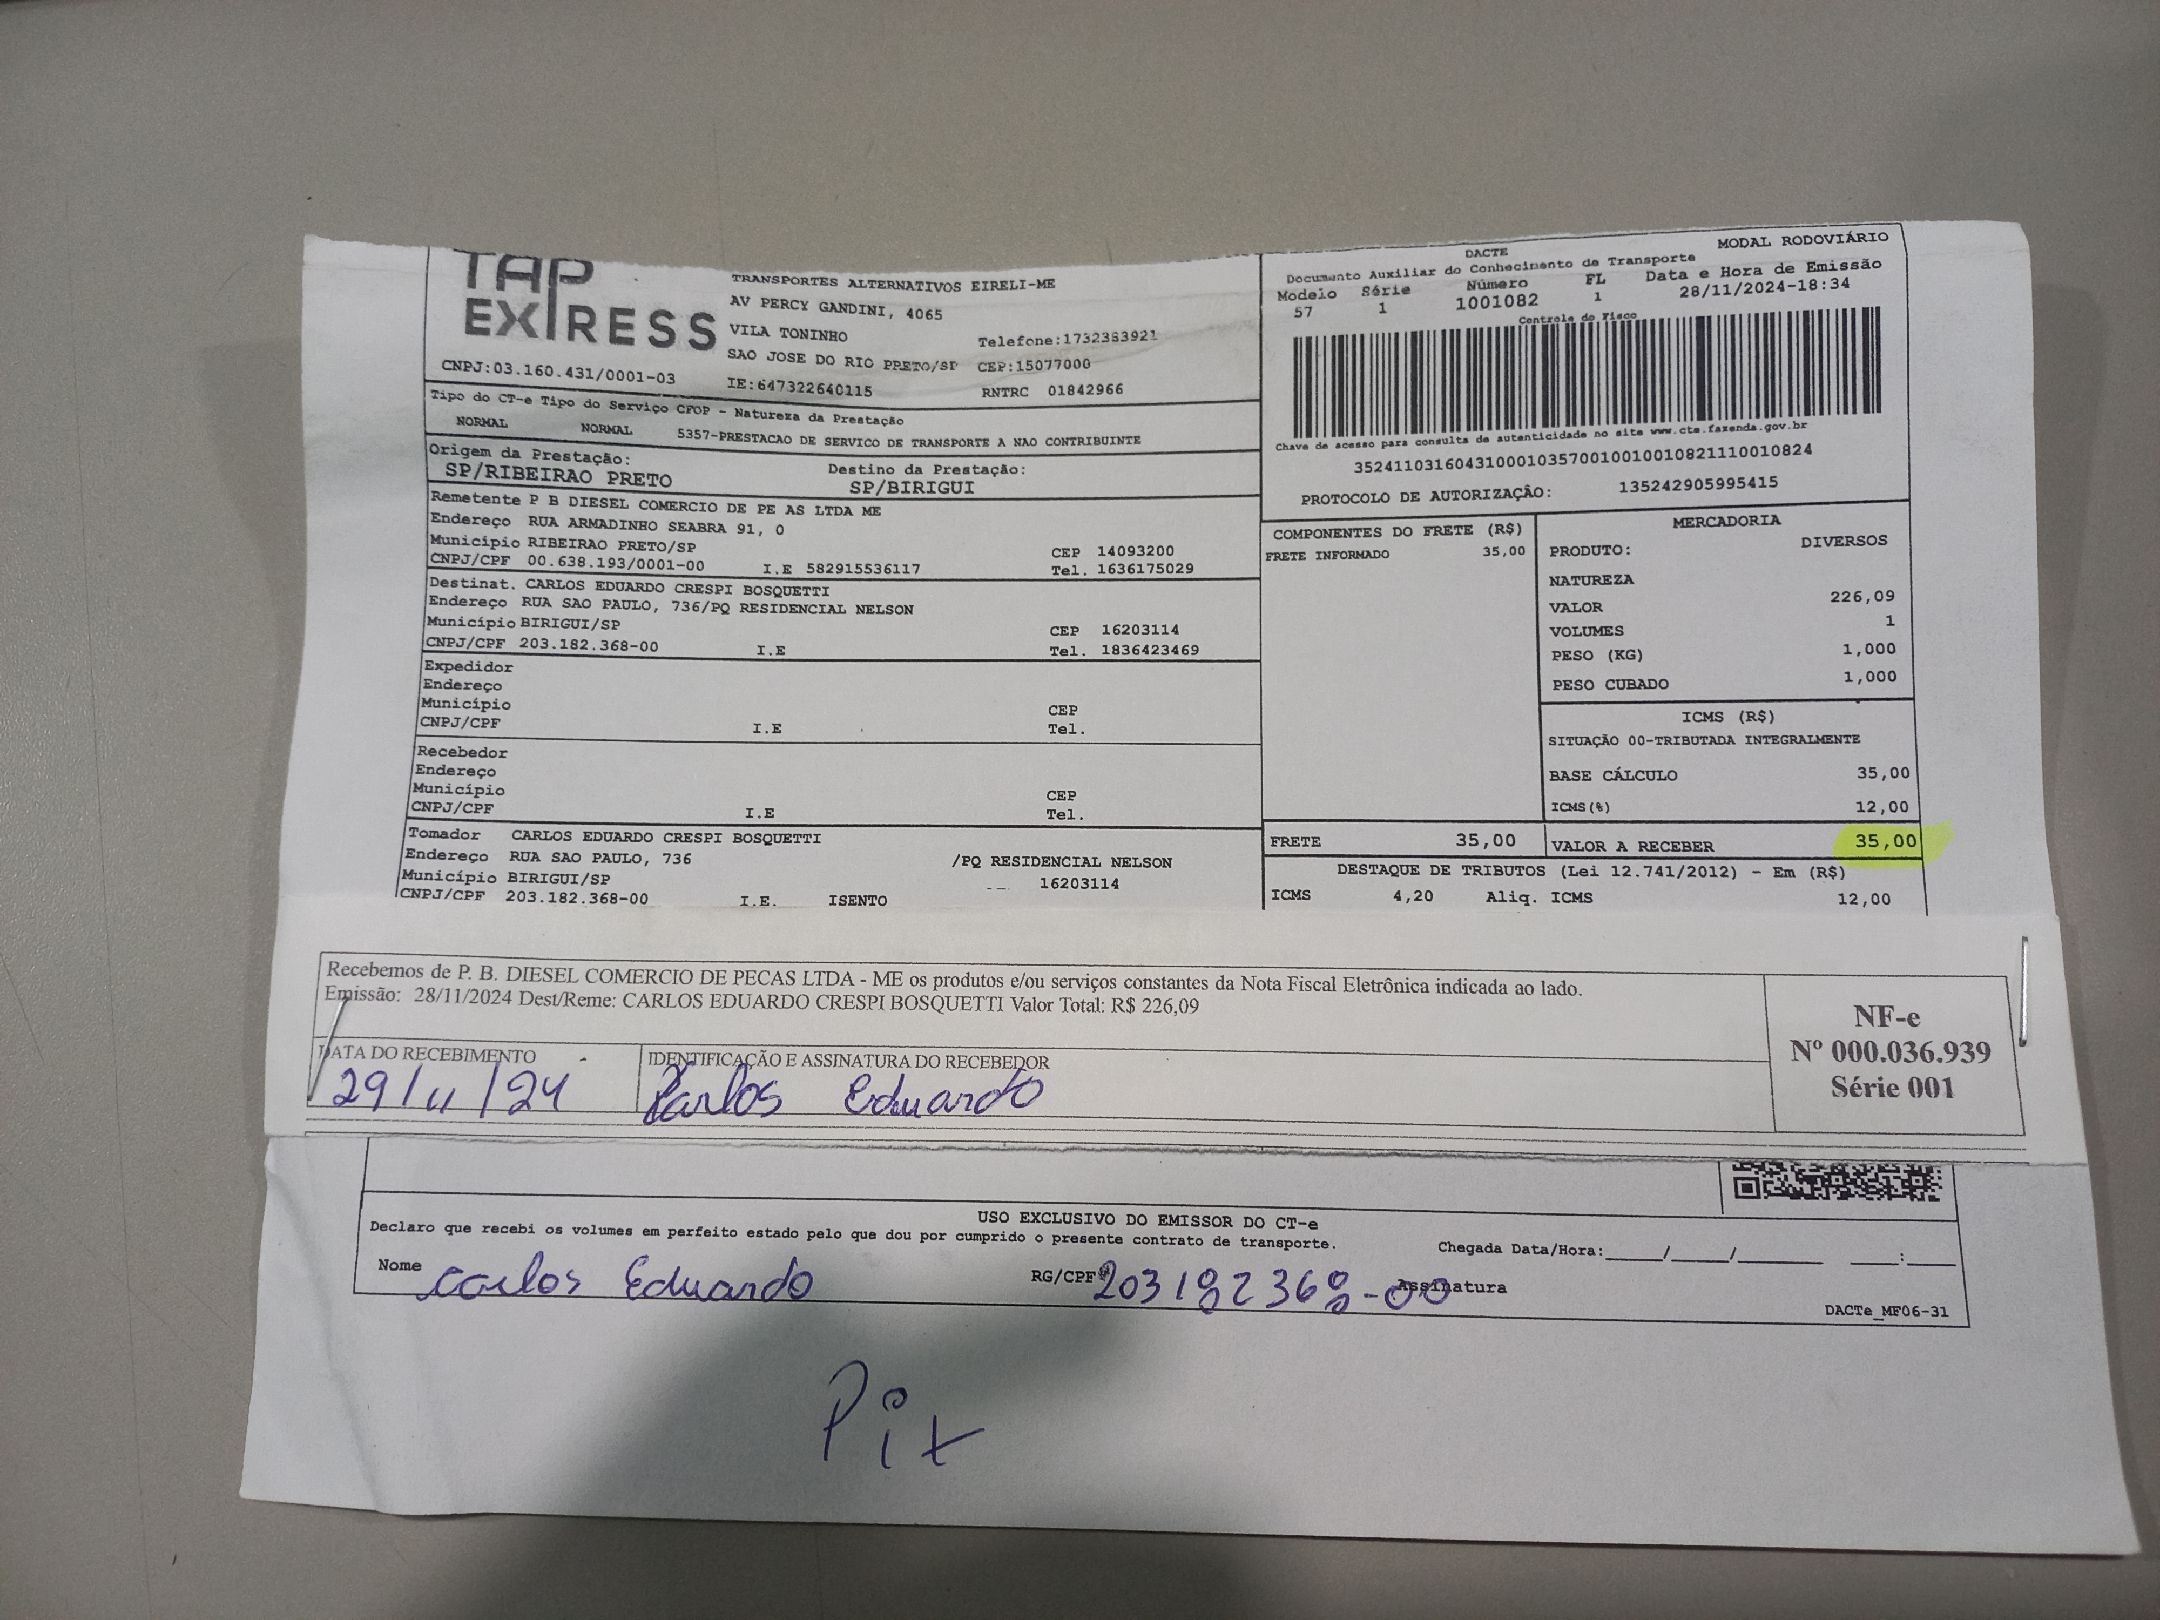 TAP
EXPRESS
TRANSPORTES ALTERNATIVOS EIRELI-ME
AV PERCY GANDINI, 4065
VILA TONINHO
Telefone:1732383921
SAO JOSE DO RIO PRETO/SP CEP:15077000
CNPJ:03.160.431/0001-03
IE:647322640115
RNTRC 01842966
DACTE
MODAL RODOVIÁRIO
Documento Auxiliar do Conhecimento de Transporte
Modelo Série Número FL Data e Hora de Emissão
57 1 1001082 1 28/11/2024-18:34
Controle do Fisco
Chave de acesso para consulta de autenticidade no site www.cte.fazenda.gov.br
35241103160431000103570010010010821110010824
PROTOCOLO DE AUTORIZAÇÃO: 135242905995415
Tipo do CT-e Tipo do Serviço CFOP - Natureza da Prestação
NORMAL NORMAL 5357-PRESTACAO DE SERVICO DE TRANSPORTE A NAO CONTRIBUINTE
Origem da Prestação: Destino da Prestação:
SP/RIBEIRAO PRETO SP/BIRIGUI
Remetente P B DIESEL COMERCIO DE PE AS LTDA ME
Endereço RUA ARMADINHO SEABRA 91, 0
Município RIBEIRAO PRETO/SP CEP 14093200
CNPJ/CPF 00.638.193/0001-00 I.E 582915536117 Tel. 1636175029
Destinat. CARLOS EDUARDO CRESPI BOSQUETTI
Endereço RUA SAO PAULO, 736/PQ RESIDENCIAL NELSON
Município BIRIGUI/SP CEP 16203114
CNPJ/CPF 203.182.368-00 I.E Tel. 1836423469
Expedidor
Endereço
Município CEP
CNPJ/CPF I.E Tel.
Recebedor
Endereço
Município CEP
CNPJ/CPF I.E Tel.
Tomador CARLOS EDUARDO CRESPI BOSQUETTI
Endereço RUA SAO PAULO, 736 /PQ RESIDENCIAL NELSON
Município BIRIGUI/SP 16203114
CNPJ/CPF 203.182.368-00 I.E. ISENTO
COMPONENTES DO FRETE (R$)
FRETE INFORMADO 35,00
MERCADORIA
PRODUTO: DIVERSOS
NATUREZA
VALOR 226,09
VOLUMES 1
PESO (KG) 1,000
PESO CUBADO 1,000
ICMS (R$)
SITUAÇÃO 00-TRIBUTADA INTEGRALMENTE
BASE CÁLCULO 35,00
ICMS(%) 12,00
FRETE 35,00 VALOR A RECEBER 35,00
DESTAQUE DE TRIBUTOS (Lei 12.741/2012) - Em (R$)
ICMS 4,20 Aliq. ICMS 12,00
Recebemos de P. B. DIESEL COMERCIO DE PECAS LTDA - ME os produtos e/ou serviços constantes da Nota Fiscal Eletrônica indicada ao lado.
Emissão: 28/11/2024 Dest/Reme: CARLOS EDUARDO CRESPI BOSQUETTI Valor Total: R$ 226,09
DATA DO RECEBIMENTO IDENTIFICAÇÃO E ASSINATURA DO RECEBEDOR
29/11/24 Carlos Eduardo
NF-e
Nº 000.036.939
Série 001
USO EXCLUSIVO DO EMISSOR DO CT-e
Declaro que recebi os volumes em perfeito estado pelo que dou por cumprido o presente contrato de transporte.
Chegada Data/Hora:____/____/________ ___:____
Nome Carlos Eduardo RG/CPF 203182368-00 Assinatura
DACTe_MF06-31
Pix